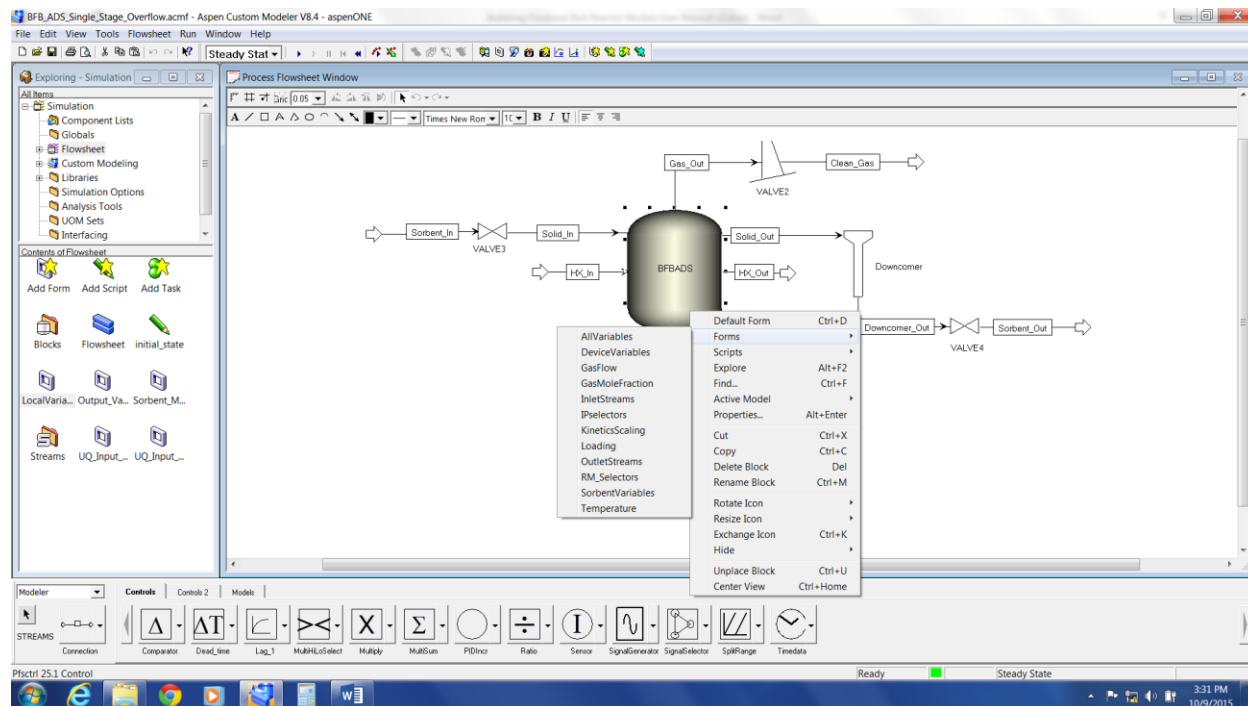 BFB_ADS_Single_Stage_Overflow.acmf - Aspen Custom Modeler V8.4 - aspenONE
File Edit View Tools Flowsheet Run Window Help
Steady Stat
Exploring - Simulation
All Items
Simulation
Component Lists
Globals
Flowsheet
Custom Modeling
Libraries
Simulation Options
Analysis Tools
UOM Sets
Interfacing
Contents of Flowsheet
Add Form Add Script Add Task
Blocks Flowsheet initial_state
LocalVaria... Output_Va... Sorbent_M...
Streams UQ_Input_... UQ_Input_...
Process Flowsheet Window
0.05
Times New Ron
B I U
Gas_Out
Clean_Gas
VALVE2
Sorbent_In
VALVE3
Solid_In
Solid_Out
HX_In
BFBADS
HX_Out
Downcomer
Downcomer_Out
VALVE4
Sorbent_Out
Default Form Ctrl+D
Forms
Scripts
Explore Alt+F2
Find... Ctrl+F
Active Model
Properties... Alt+Enter
Cut Ctrl+X
Copy Ctrl+C
Delete Block Del
Rename Block Ctrl+M
Rotate Icon
Resize Icon
Exchange Icon Ctrl+K
Hide
Unplace Block Ctrl+U
Center View Ctrl+Home
AllVariables
DeviceVariables
GasFlow
GasMoleFraction
InletStreams
IPselectors
KineticsScaling
Loading
OutletStreams
RM_Selectors
SorbentVariables
Temperature
Modeler
Controls Controls 2 Models
STREAMS
Connection
Δ ΔT >< X Σ ÷ I
Comparator Dead_time Lag_1 MultiHiLoSelect Multiply MultiSum PIDIncr Ratio Sensor SignalGenerator SignalSelector SplitRange Timedata
Pfsctrl 25.1 Control
Ready
Steady State
3:31 PM
10/9/2015